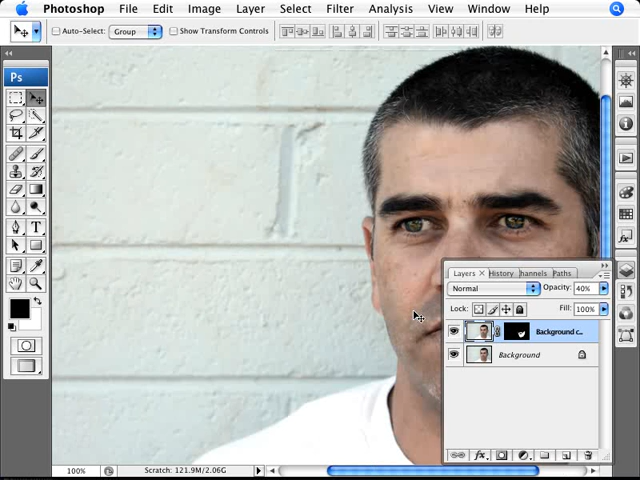 Photoshop File Edit Image Layer Select Filter Analysis View Window Help
Auto-Select: Group Show Transform Controls
Ps
Layers History hannels Paths
Normal Opacity: 40%
Lock: Fill: 100%
Background c...
Background
T
100% Scratch: 121.9M/2.06G